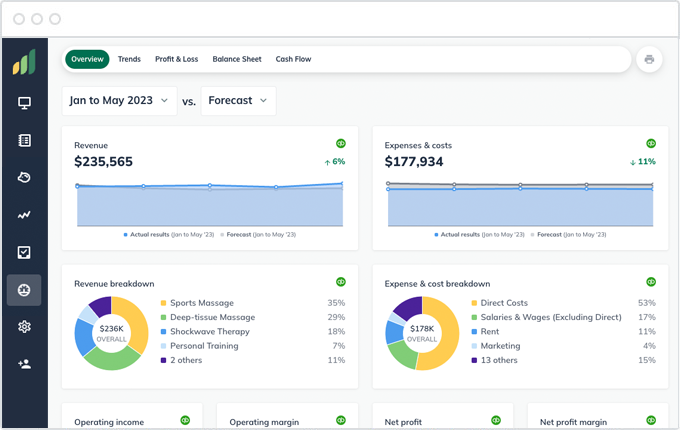 Overview Trends Profit & Loss Balance Sheet Cash Flow
Jan to May 2023 vs. Forecast
Revenue
$235,565
↑ 6%
Actual results (Jan to May '23) Forecast (Jan to May '23)
Expenses & costs
$177,934
↓ 11%
Actual results (Jan to May '23) Forecast (Jan to May '23)
Revenue breakdown
$236K
OVERALL
Sports Massage 35%
Deep-tissue Massage 29%
Shockwave Therapy 18%
Personal Training 7%
2 others 11%
Expense & cost breakdown
$178K
OVERALL
Direct Costs 53%
Salaries & Wages (Excluding Direct) 17%
Rent 11%
Marketing 4%
13 others 15%
Operating income
Operating margin
Net profit
Net profit margin